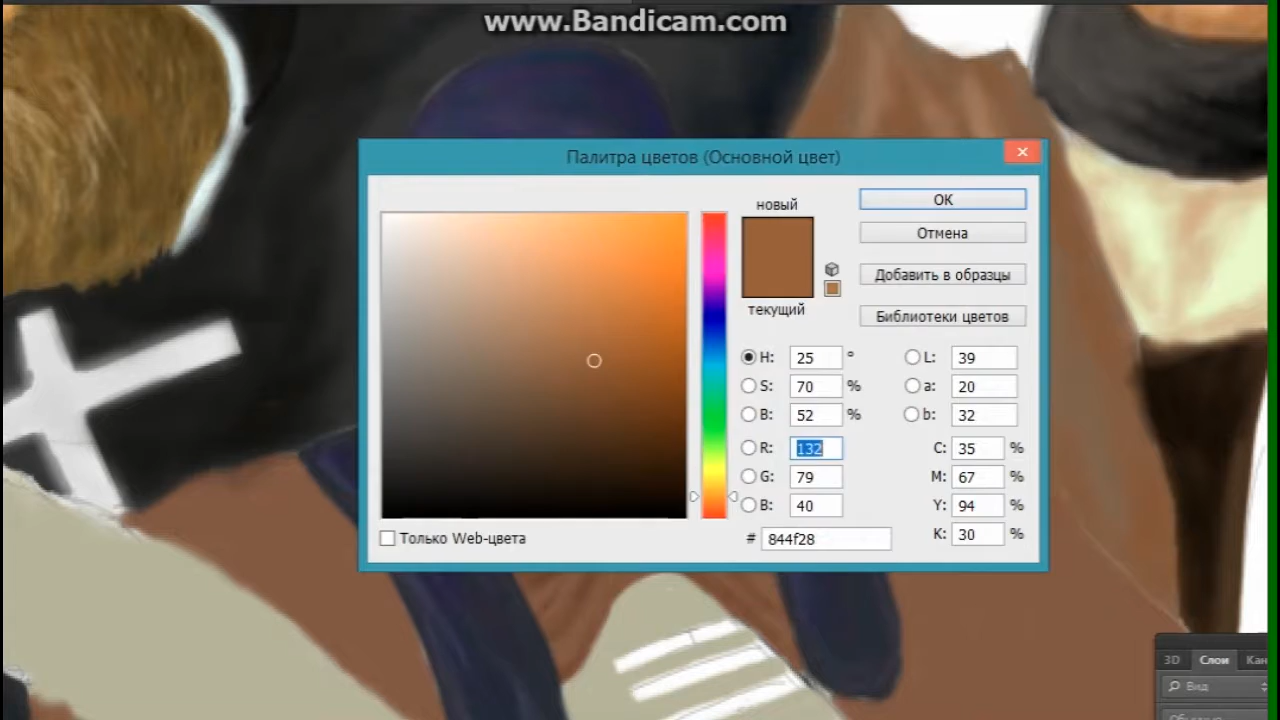 www.Bandicam.com
Палитра цветов (Основной цвет)
новый
текущий
OK
Отмена
Добавить в образцы
Библиотеки цветов
H: 25 °
S: 70 %
B: 52 %
R: 132
G: 79
B: 40
# 844f28
L: 39
a: 20
b: 32
C: 35 %
M: 67 %
Y: 94 %
K: 30 %
Только Web-цвета
3D Слои Кан
Вид